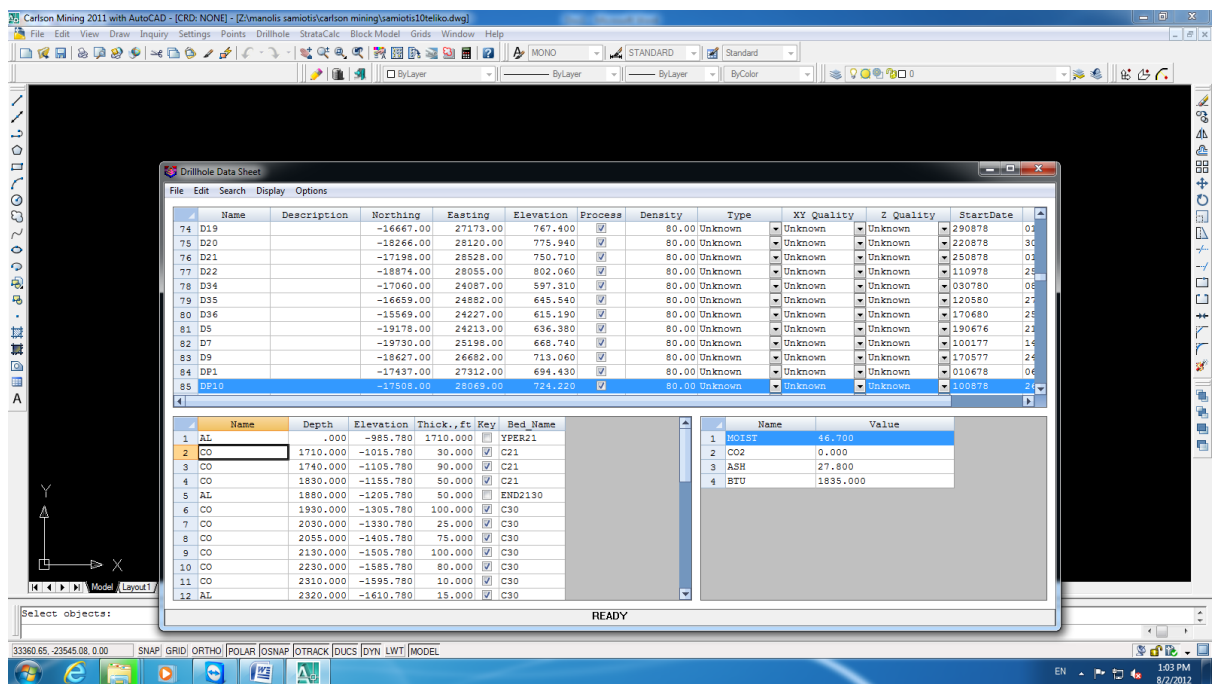 Carlson Mining 2011 with AutoCAD - [CRD: NONE] - [Z:\manolis samiotis\carlson mining\samiotis10teliko.dwg]
File Edit View Draw Inquiry Settings Points Drillhole StrataCalc Block Model Grids Window Help
MONO STANDARD Standard
ByLayer ByLayer ByLayer ByColor 0
Drillhole Data Sheet
File Edit Search Display Options
Name Description Northing Easting Elevation Process Density Type XY Quality Z Quality StartDate
74 D19 -16667.00 27173.00 767.400 80.00 Unknown Unknown Unknown 290878 01
75 D20 -18266.00 28120.00 775.940 80.00 Unknown Unknown Unknown 220878 30
76 D21 -17198.00 28528.00 750.710 80.00 Unknown Unknown Unknown 250878 01
77 D22 -18874.00 28055.00 802.060 80.00 Unknown Unknown Unknown 110978 25
78 D34 -17060.00 24087.00 597.310 80.00 Unknown Unknown Unknown 030780 08
79 D35 -16659.00 24882.00 645.540 80.00 Unknown Unknown Unknown 120580 27
80 D36 -15569.00 24227.00 615.190 80.00 Unknown Unknown Unknown 170680 25
81 D5 -19178.00 24213.00 636.380 80.00 Unknown Unknown Unknown 190676 21
82 D7 -19730.00 25198.00 668.740 80.00 Unknown Unknown Unknown 100177 14
83 D9 -18627.00 26682.00 713.060 80.00 Unknown Unknown Unknown 170577 24
84 DP1 -17437.00 27312.00 694.430 80.00 Unknown Unknown Unknown 010678 06
85 DP10 -17508.00 28069.00 724.220 80.00 Unknown Unknown Unknown 100878 26
Name Depth Elevation Thick.,ft Key Bed_Name
1 AL .000 -985.780 1710.000 YPER21
2 CO 1710.000 -1015.780 30.000 C21
3 CO 1740.000 -1105.780 90.000 C21
4 CO 1830.000 -1155.780 50.000 C21
5 AL 1880.000 -1205.780 50.000 END2130
6 CO 1930.000 -1305.780 100.000 C30
7 CO 2030.000 -1330.780 25.000 C30
8 CO 2055.000 -1405.780 75.000 C30
9 CO 2130.000 -1505.780 100.000 C30
10 CO 2230.000 -1585.780 80.000 C30
11 CO 2310.000 -1595.780 10.000 C30
12 AL 2320.000 -1610.780 15.000 C30
Name Value
1 MOIST 46.700
2 CO2 0.000
3 ASH 27.800
4 BTU 1835.000
READY
Y
X
Model Layout1
Select objects:
33360.65, -23545.08, 0.00 SNAP GRID ORTHO POLAR OSNAP OTRACK DUCS DYN LWT MODEL
EN 1:03 PM
8/2/2012